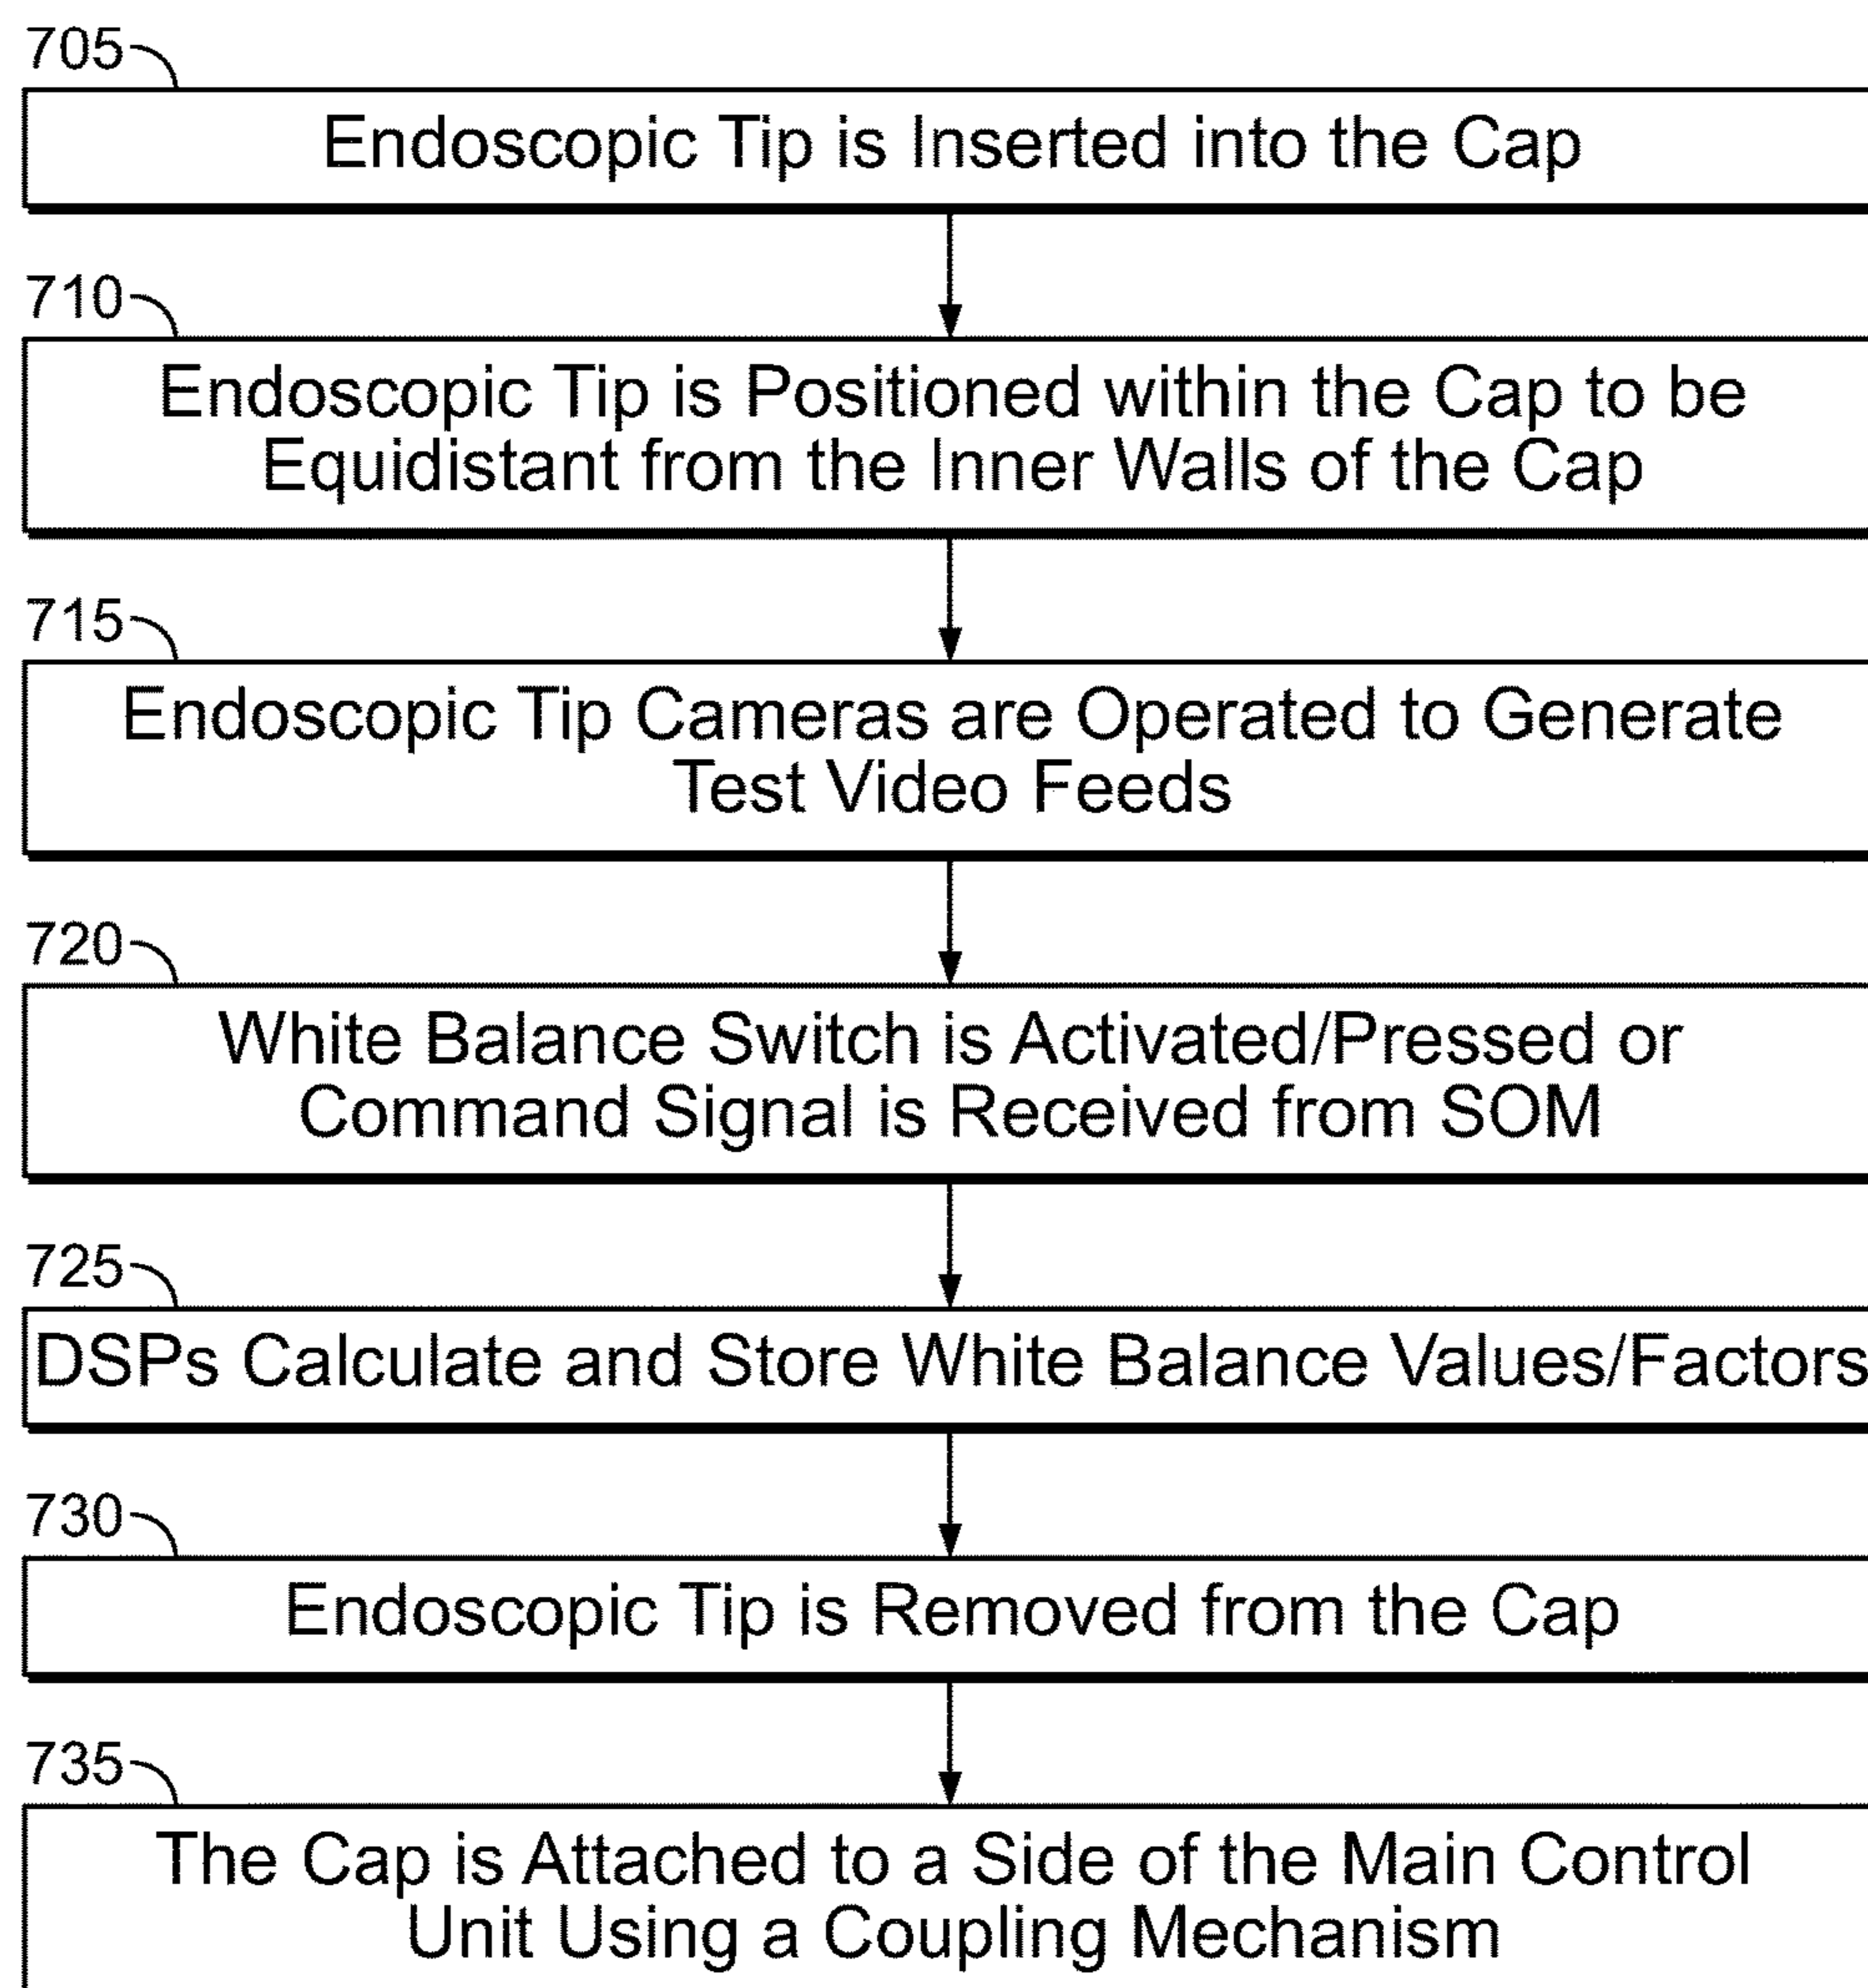 705
Endoscopic Tip is Inserted into the Cap
710
Endoscopic Tip is Positioned within the Cap to be
Equidistant from the Inner Walls of the Cap
715
Endoscopic Tip Cameras are Operated to Generate
Test Video Feeds
720
White Balance Switch is Activated/Pressed or
Command Signal is Received from SOM
725
DSPs Calculate and Store White Balance Values/Factors
730
Endoscopic Tip is Removed from the Cap
735
The Cap is Attached to a Side of the Main Control
Unit Using a Coupling Mechanism